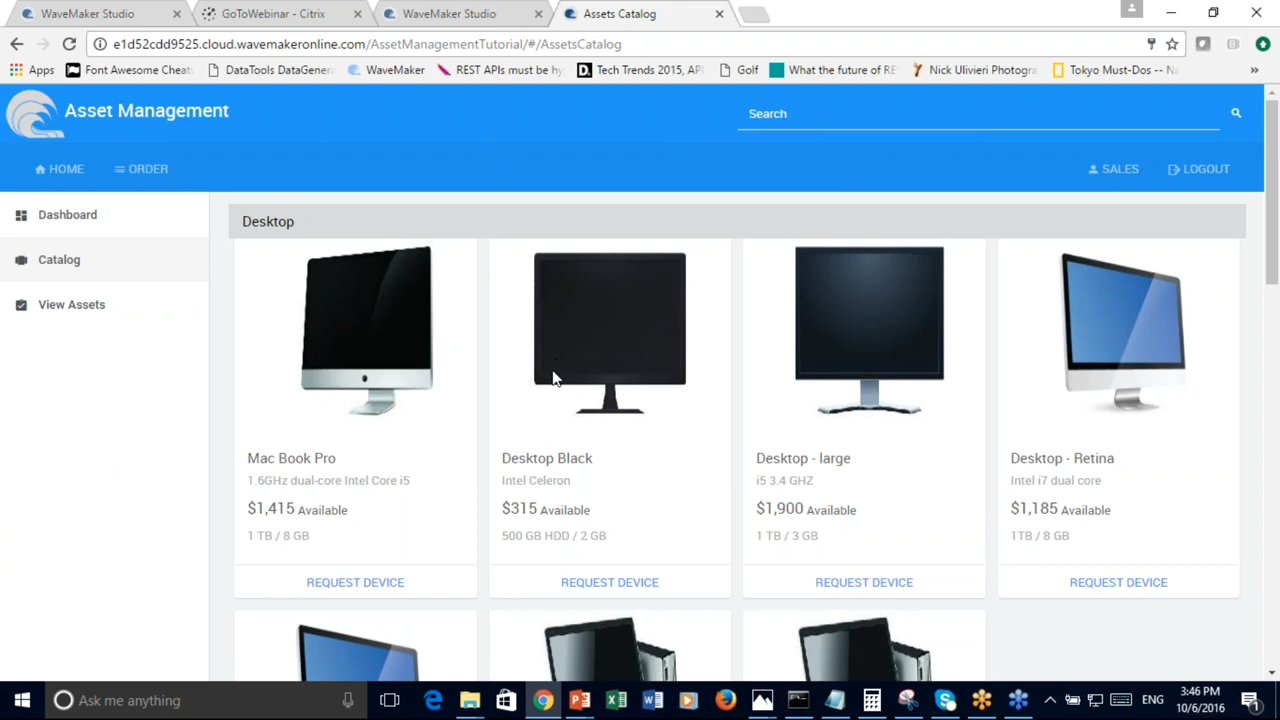 WaveMaker Studio
GoToWebinar - Citrix
WaveMaker Studio
Assets Catalog
e1d52cdd9525.cloud.wavemakeronline.com/AssetManagementTutorial/#/AssetsCatalog
Apps
Font Awesome Cheats
DataTools DataGenera
WaveMaker
REST APIs must be hy
Tech Trends 2015, AP
Golf
What the future of RE
Nick Ulivieri Photogra
Tokyo Must-Dos -- Na
Asset Management
Search
HOME
ORDER
SALES
LOGOUT
Dashboard
Catalog
View Assets
Desktop
Mac Book Pro
1.6GHz dual-core Intel Core i5
$1,415 Available
1 TB / 8 GB
REQUEST DEVICE
Desktop Black
Intel Celeron
$315 Available
500 GB HDD / 2 GB
REQUEST DEVICE
Desktop - large
i5 3.4 GHZ
$1,900 Available
1 TB / 3 GB
REQUEST DEVICE
Desktop - Retina
Intel i7 dual core
$1,185 Available
1TB / 8 GB
REQUEST DEVICE
Ask me anything
ENG
3:46 PM
10/6/2016